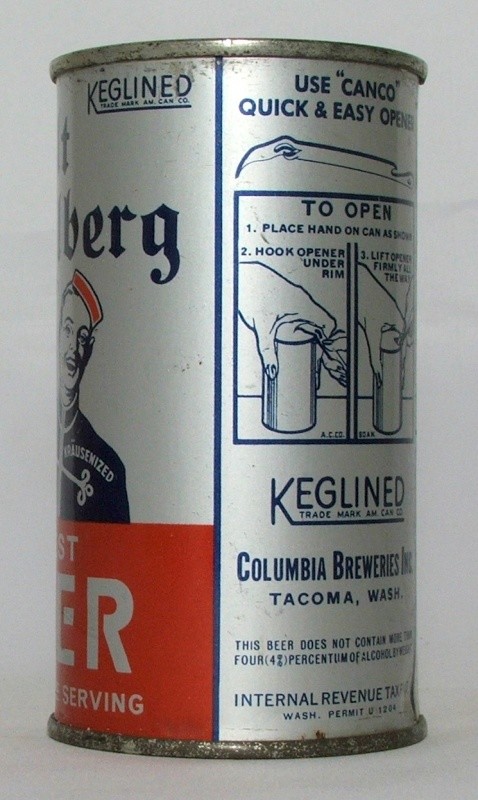 KEGLINED
TRADE MARK AM. CAN CO.
t
berg
KRAUSENIZED
ST
ER
SERVING
USE "CANCO"
QUICK & EASY OPENER
TO OPEN
1. PLACE HAND ON CAN AS SHOWN
2. HOOK OPENER
UNDER
RIM
3. LIFT OPENER
FIRMLY ALL
THE WAY
A.C.CO.
KEGLINED
TRADE MARK AM. CAN CO.
COLUMBIA BREWERIES INC.
TACOMA, WASH.
THIS BEER DOES NOT CONTAIN MORE THAN
FOUR (4%) PERCENTUM OF ALCOHOL BY WEIGHT
INTERNAL REVENUE TAX
WASH. PERMIT U 1204